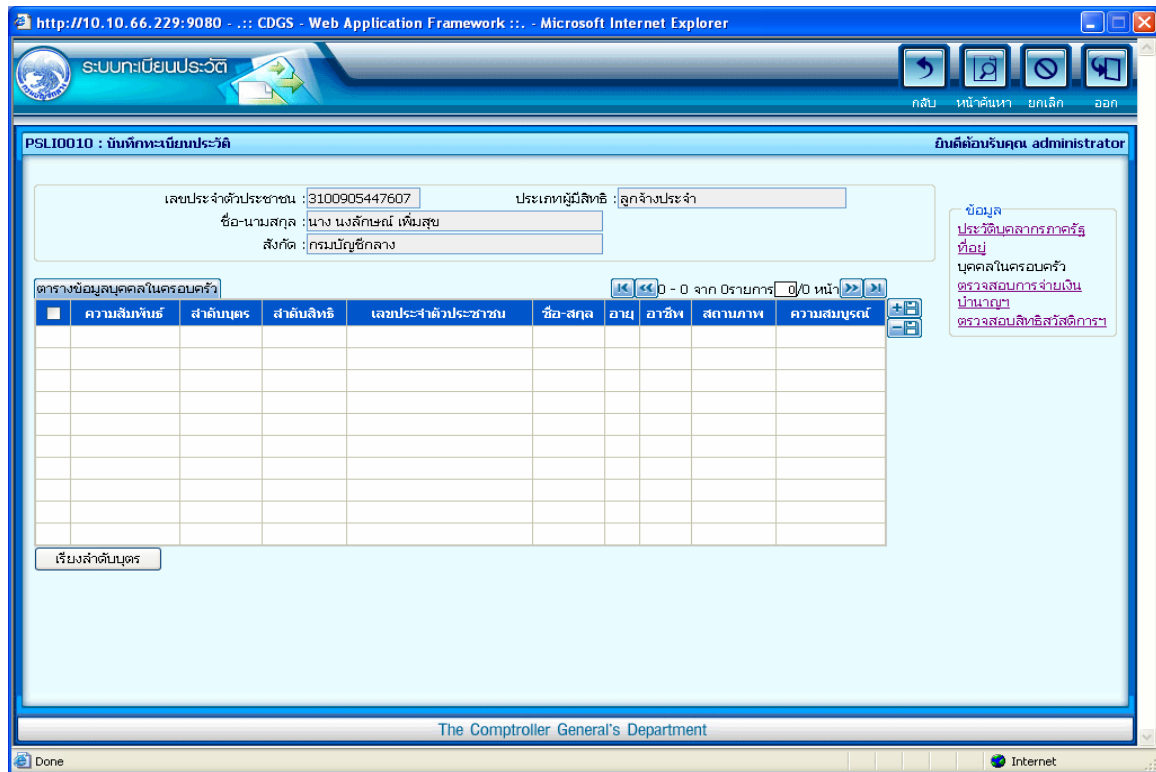 http://10.10.66.229:9080 - .:: CDGS - Web Application Framework ::. - Microsoft Internet Explorer
ระบบทะเบียนประวัติ
กลับ หน้าค้นหา ยกเลิก ออก
PSLI0010 : บันทึกทะเบียนประวัติ ยินดีต้อนรับคุณ administrator
เลขประจำตัวประชาชน : 3100905447607 ประเภทผู้มีสิทธิ : ลูกจ้างประจำ
ชื่อ-นามสกุล : นาง นงลักษณ์ เพิ่มสุข
สังกัด : กรมบัญชีกลาง
ข้อมูล
ประวัติบุคลากรภาครัฐ
ที่อยู่
บุคคลในครอบครัว
ตรวจสอบการจ่ายเงิน
บำนาญฯ
ตรวจสอบสิทธิสวัสดิการฯ
ตารางข้อมูลบุคคลในครอบครัว 0 - 0 จาก 0รายการ 0/0 หน้า
ความสัมพันธ์ ลำดับบุตร ลำดับสิทธิ เลขประจำตัวประชาชน ชื่อ-สกุล อายุ อาชีพ สถานภาพ ความสมบูรณ์
เรียงลำดับบุตร
The Comptroller General's Department
Done Internet